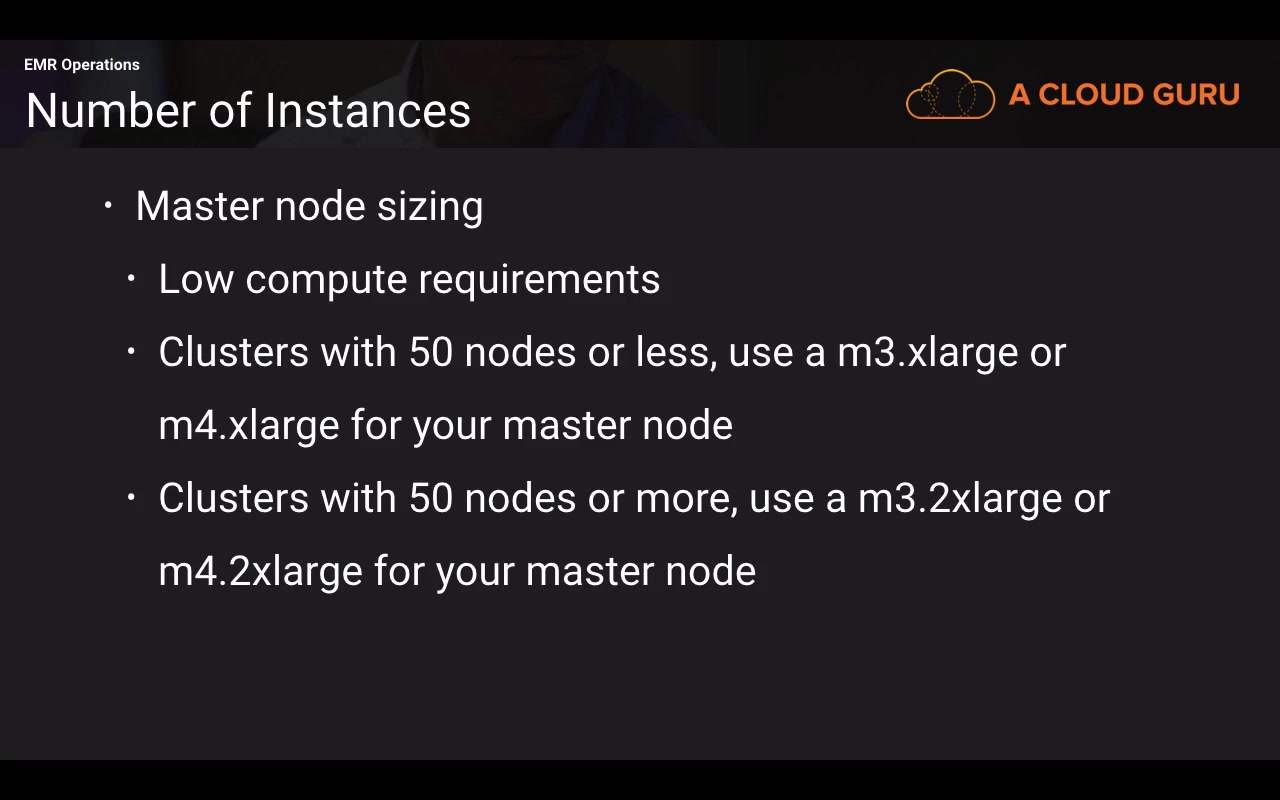 EMR Operations
Number of Instances
A CLOUD GURU
• Master node sizing
• Low compute requirements
• Clusters with 50 nodes or less, use a m3.xlarge or
m4.xlarge for your master node
• Clusters with 50 nodes or more, use a m3.2xlarge or
m4.2xlarge for your master node